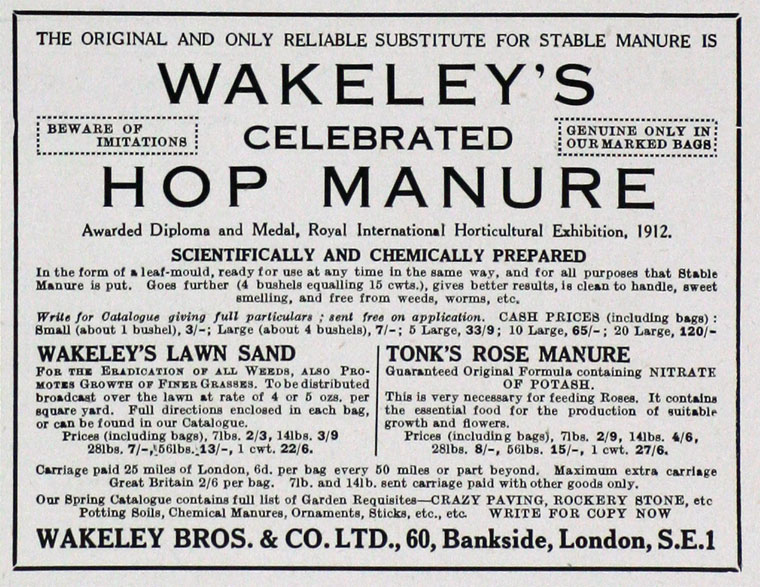 THE ORIGINAL AND ONLY RELIABLE SUBSTITUTE FOR STABLE MANURE IS
WAKELEY'S
BEWARE OF
IMITATIONS
CELEBRATED
GENUINE ONLY IN
OUR MARKED BAGS
HOP MANURE
Awarded Diploma and Medal, Royal International Horticultural Exhibition, 1912.
SCIENTIFICALLY AND CHEMICALLY PREPARED
In the form of a leaf-mould, ready for use at any time in the same way, and for all purposes that Stable
Manure is put. Goes further (4 bushels equalling 15 cwts.), gives better results, is clean to handle, sweet
smelling, and free from weeds, worms, etc.
Write for Catalogue giving full particulars; sent free on application. CASH PRICES (including bags):
Small (about 1 bushel), 3/-; Large (about 4 bushels), 7/-; 5 Large, 33/9; 10 Large, 65/-; 20 Large, 120/-
WAKELEY'S LAWN SAND
FOR THE ERADICATION OF ALL WEEDS, ALSO PRO-
MOTES GROWTH OF FINER GRASSES. To be distributed
broadcast over the lawn at rate of 4 or 5 ozs. per
square yard. Full directions enclosed in each bag,
or can be found in our Catalogue.
Prices (including bags), 7lbs. 2/3, 14lbs. 3/9
28lbs. 7/-, 56lbs. 13/-, 1 cwt. 22/6.
TONK'S ROSE MANURE
Guaranteed Original Formula containing NITRATE
OF POTASH.
This is very necessary for feeding Roses. It contains
the essential food for the production of suitable
growth and flowers.
Prices (including bags), 7lbs. 2/9, 14lbs. 4/6,
28lbs. 8/-, 56lbs. 15/-, 1 cwt. 27/6.
Carriage paid 25 miles of London, 6d. per bag every 50 miles or part beyond. Maximum extra carriage
Great Britain 2/6 per bag. 7lb. and 14lb. sent carriage paid with other goods only.
Our Spring Catalogue contains full list of Garden Requisites—CRAZY PAVING, ROCKERY STONE, etc
Potting Soils, Chemical Manures, Ornaments, Sticks, etc., etc. WRITE FOR COPY NOW
WAKELEY BROS. & CO. LTD., 60, Bankside, London, S.E.1